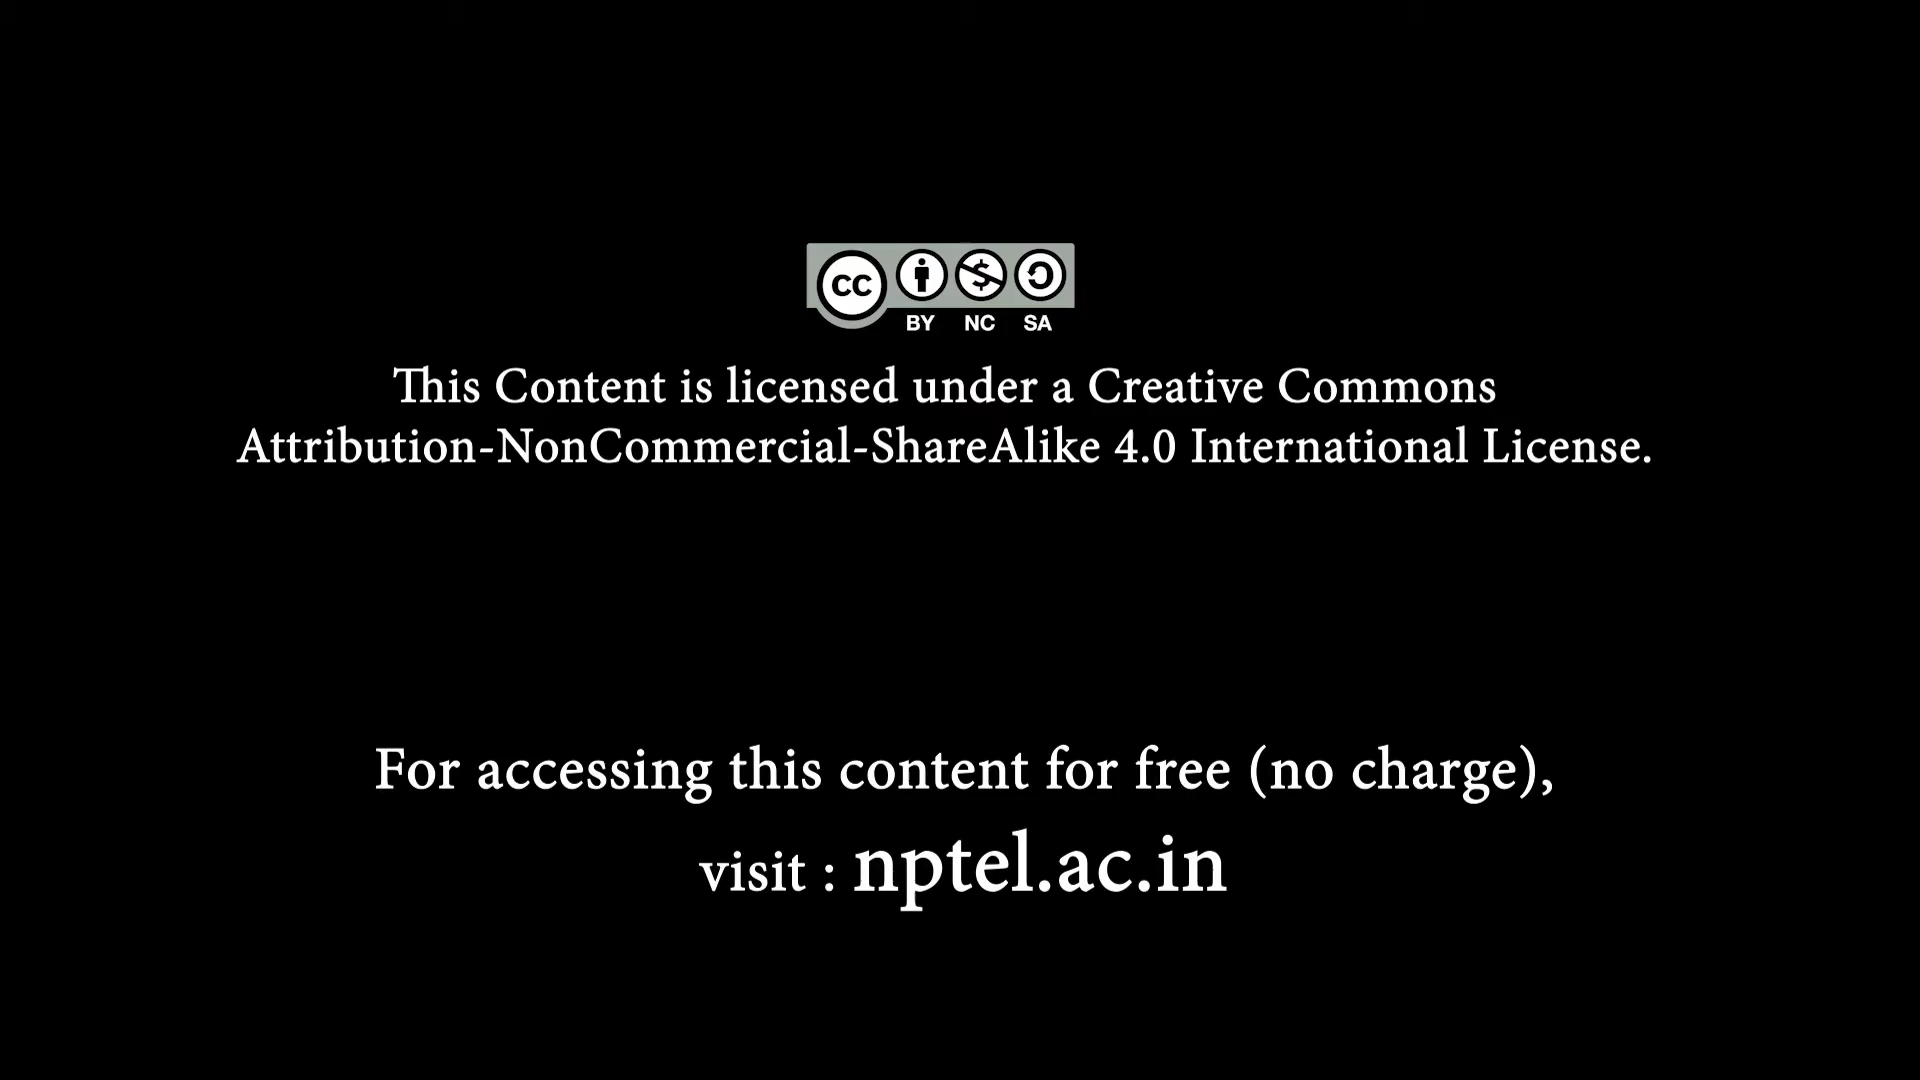 cc
BY NC SA
This Content is licensed under a Creative Commons
Attribution-NonCommercial-ShareAlike 4.0 International License.
For accessing this content for free (no charge),
visit : nptel.ac.in